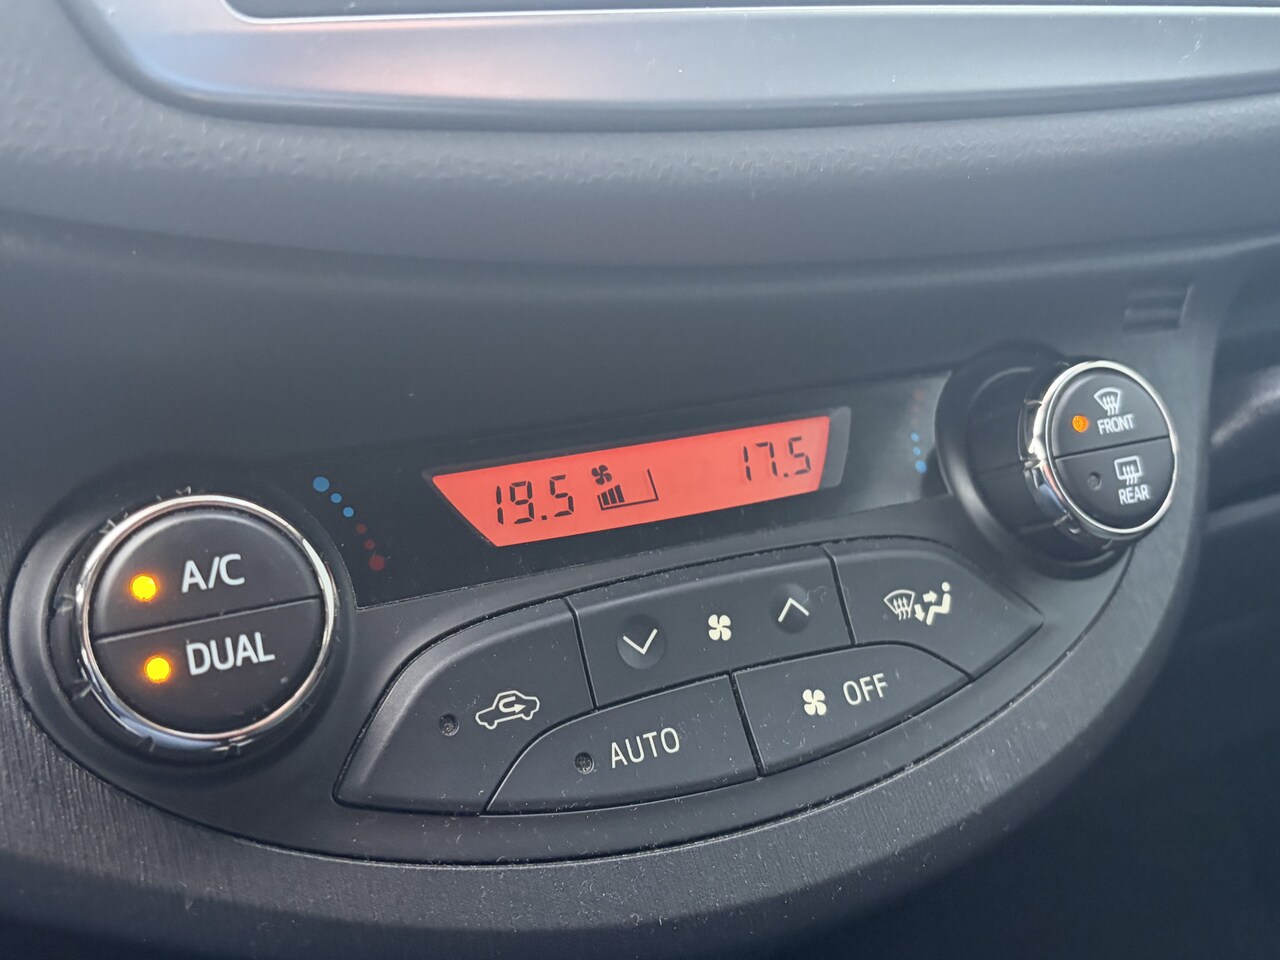 19.5
17.5
FRONT
REAR
A/C
DUAL
AUTO
OFF